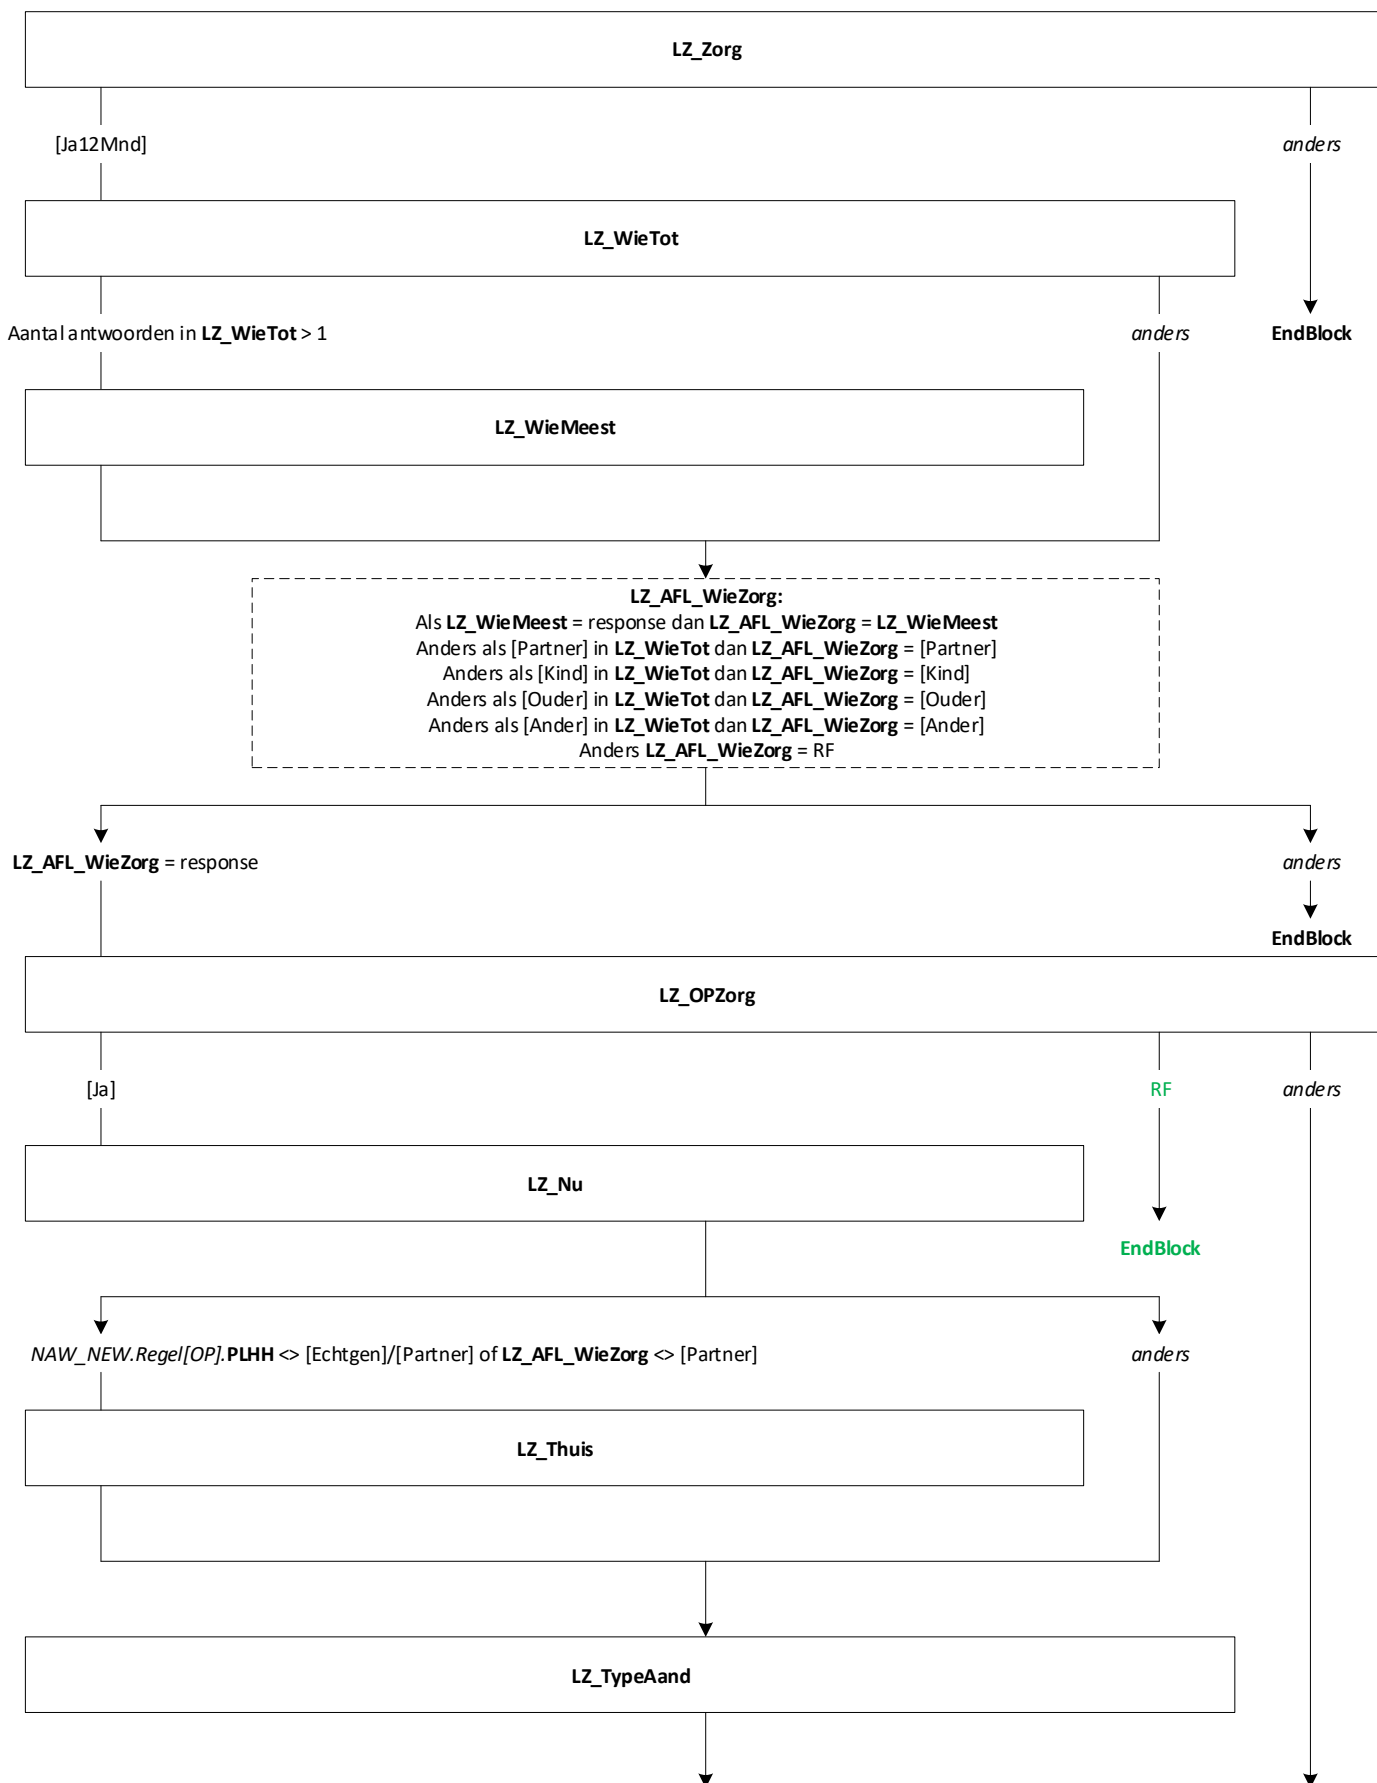 LZ_Zorg
[Ja12Mnd]
anders
LZ_WieTot
Aantal antwoorden in LZ_WieTot > 1
anders
EndBlock
LZ_WieMeest
LZ_AFL_WieZorg:
Als LZ_WieMeest = response dan LZ_AFL_WieZorg = LZ_WieMeest
Anders als [Partner] in LZ_WieTot dan LZ_AFL_WieZorg = [Partner]
Anders als [Kind] in LZ_WieTot dan LZ_AFL_WieZorg = [Kind]
Anders als [Ouder] in LZ_WieTot dan LZ_AFL_WieZorg = [Ouder]
Anders als [Ander] in LZ_WieTot dan LZ_AFL_WieZorg = [Ander]
Anders LZ_AFL_WieZorg = RF
LZ_AFL_WieZorg = response
anders
EndBlock
LZ_OPZorg
[Ja]
RF
anders
LZ_Nu
EndBlock
NAW_NEW.Regel[OP].PLHH <> [Echtgen]/[Partner] of LZ_AFL_WieZorg <> [Partner]
anders
LZ_Thuis
LZ_TypeAand